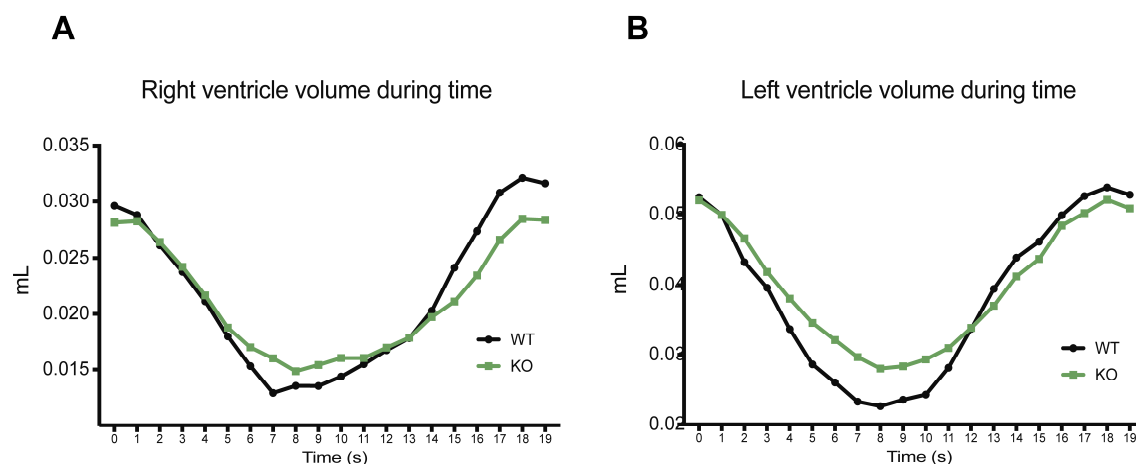 A
Right ventricle volume during time
0.035
0.030
0.025
0.020
0.015
mL
WT
KO
0 1 2 3 4 5 6 7 8 9 10 11 12 13 14 15 16 17 18 19
Time (s)
B
Left ventricle volume during time
0.06
0.05
0.04
0.03
0.02
mL
WT
KO
0 1 2 3 4 5 6 7 8 9 10 11 12 13 14 15 16 17 18 19
Time (s)